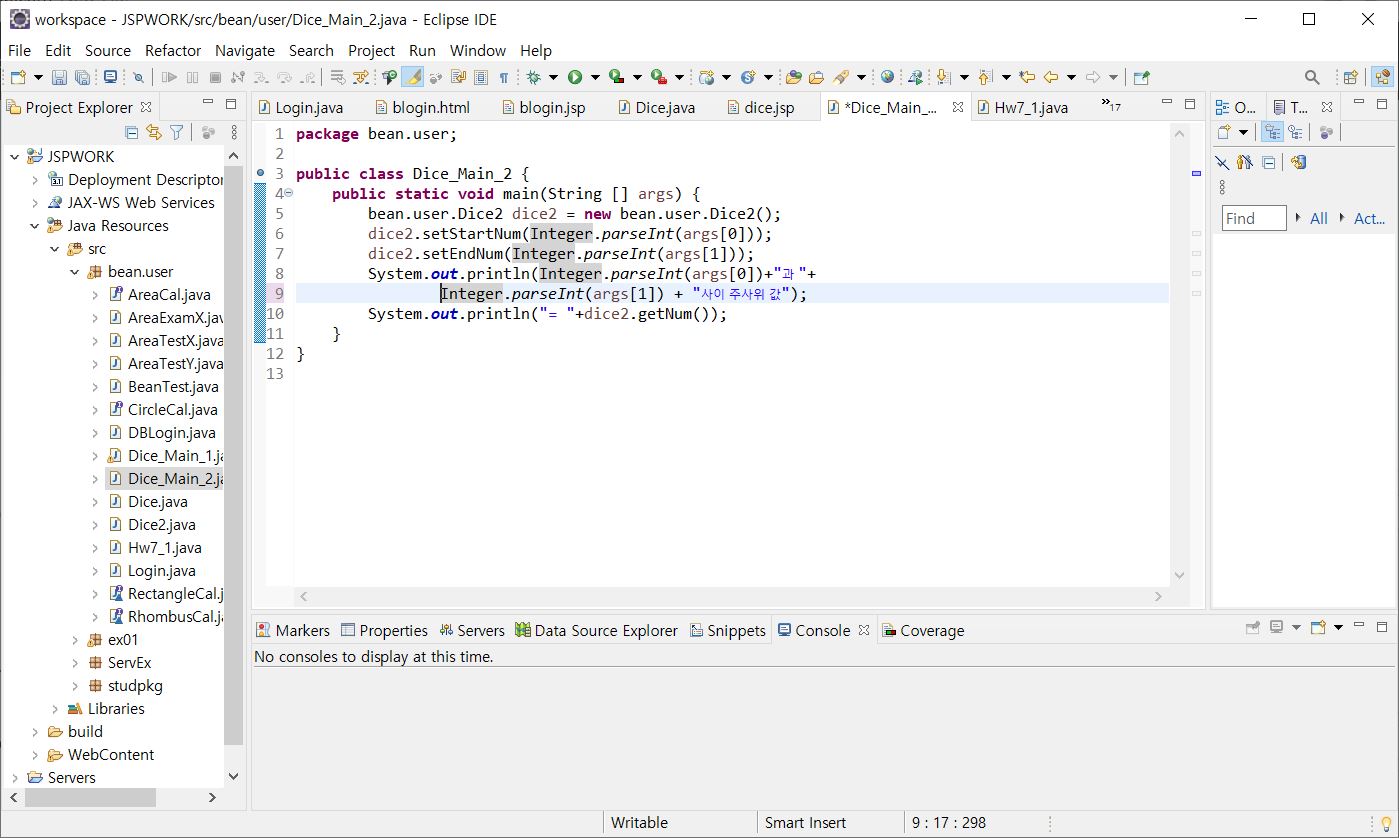 workspace - JSPWORK/src/bean/user/Dice_Main_2.java - Eclipse IDE
File Edit Source Refactor Navigate Search Project Run Window Help
Project Explorer
JSPWORK
Deployment Descriptor
JAX-WS Web Services
Java Resources
src
bean.user
AreaCal.java
AreaExamX.jav
AreaTestX.java
AreaTestY.java
BeanTest.java
CircleCal.java
DBLogin.java
Dice_Main_1.ja
Dice_Main_2.ja
Dice.java
Dice2.java
Hw7_1.java
Login.java
RectangleCal.j
RhombusCal.ja
ex01
ServEx
studpkg
Libraries
build
WebContent
Servers
Login.java blogin.html blogin.jsp Dice.java dice.jsp *Dice_Main_... Hw7_1.java »17
1 package bean.user;
2
3 public class Dice_Main_2 {
4 public static void main(String [] args) {
5 bean.user.Dice2 dice2 = new bean.user.Dice2();
6 dice2.setStartNum(Integer.parseInt(args[0]));
7 dice2.setEndNum(Integer.parseInt(args[1]));
8 System.out.println(Integer.parseInt(args[0])+"과 "+
9 Integer.parseInt(args[1]) + "사이 주사위 값");
10 System.out.println("= "+dice2.getNum());
11 }
12 }
13
O... T...
Find All Act...
Markers Properties Servers Data Source Explorer Snippets Console Coverage
No consoles to display at this time.
Writable Smart Insert 9 : 17 : 298